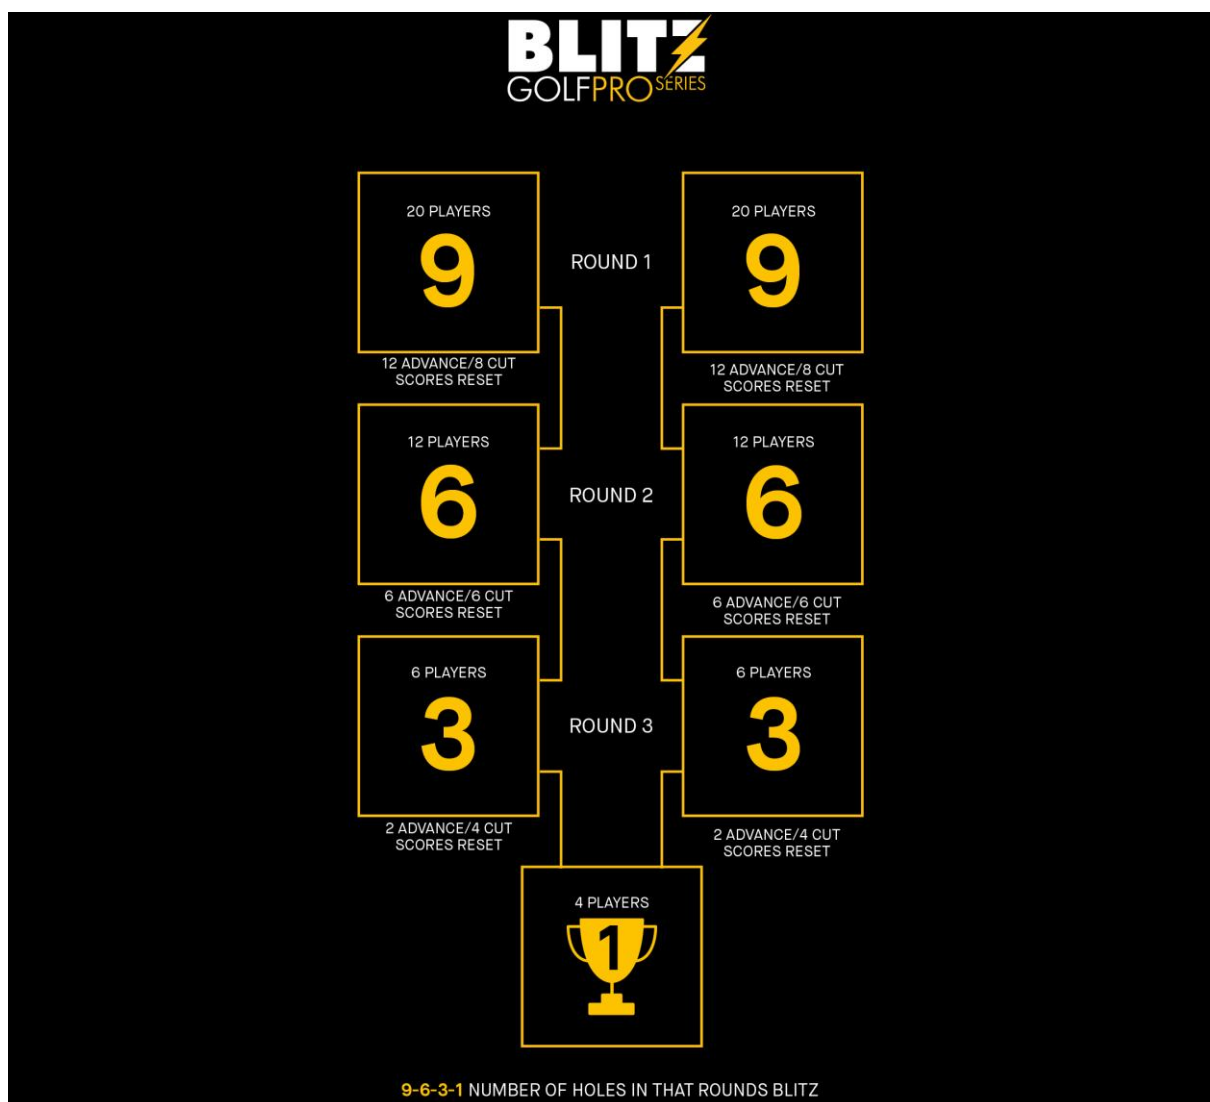 BLITZ
GOLFPRO SERIES
20 PLAYERS
9
12 ADVANCE/8 CUT
SCORES RESET
ROUND 1
20 PLAYERS
9
12 ADVANCE/8 CUT
SCORES RESET
12 PLAYERS
6
6 ADVANCE/6 CUT
SCORES RESET
ROUND 2
12 PLAYERS
6
6 ADVANCE/6 CUT
SCORES RESET
6 PLAYERS
3
2 ADVANCE/4 CUT
SCORES RESET
ROUND 3
6 PLAYERS
3
2 ADVANCE/4 CUT
SCORES RESET
4 PLAYERS
1
9-6-3-1 NUMBER OF HOLES IN THAT ROUNDS BLITZ